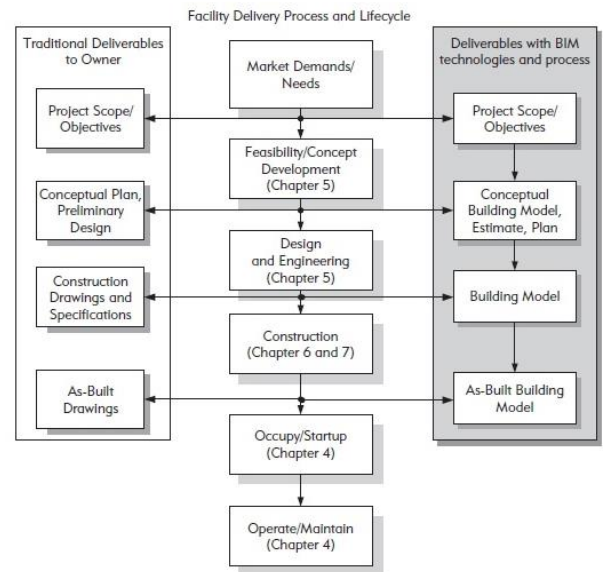 Facility Delivery Process and Lifecycle
Traditional Deliverables
to Owner
Project Scope/
Objectives
Conceptual Plan,
Preliminary
Design
Construction
Drawings and
Specifications
As-Built
Drawings
Market Demands/
Needs
Feasibility/Concept
Development
(Chapter 5)
Design
and Engineering
(Chapter 5)
Construction
(Chapter 6 and 7)
Occupy/Startup
(Chapter 4)
Operate/Maintain
(Chapter 4)
Deliverables with BIM
technologies and process
Project Scope/
Objectives
Conceptual
Building Model,
Estimate, Plan
Building Model
As-Built Building
Model